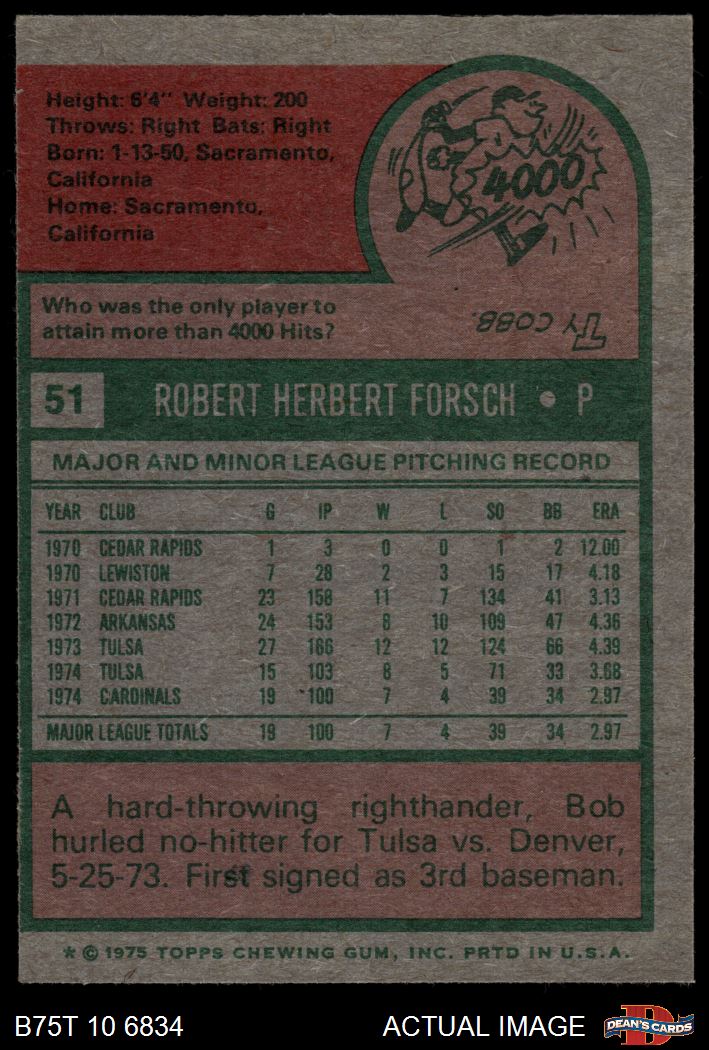 Height: 6'4" Weight: 200
Throws: Right Bats: Right
Born: 1-13-50, Sacramento,
California
Home: Sacramento,
California
4000
Who was the only player to
attain more than 4000 Hits?
TY COBB.
51 ROBERT HERBERT FORSCH • P
MAJOR AND MINOR LEAGUE PITCHING RECORD
YEAR CLUB G IP W L SO BB ERA
1970 CEDAR RAPIDS 1 3 0 0 1 2 12.00
1970 LEWISTON 7 28 2 3 15 17 4.18
1971 CEDAR RAPIDS 23 158 11 7 134 41 3.13
1972 ARKANSAS 24 153 8 10 109 47 4.36
1973 TULSA 27 166 12 12 124 66 4.39
1974 TULSA 15 103 8 5 71 33 3.68
1974 CARDINALS 19 100 7 4 39 34 2.97
MAJOR LEAGUE TOTALS 19 100 7 4 39 34 2.97
A hard-throwing righthander, Bob
hurled no-hitter for Tulsa vs. Denver,
5-25-73. First signed as 3rd baseman.
* © 1975 TOPPS CHEWING GUM, INC. PRTD IN U.S.A.
B75T 10 6834 ACTUAL IMAGE DEAN'S CARDS